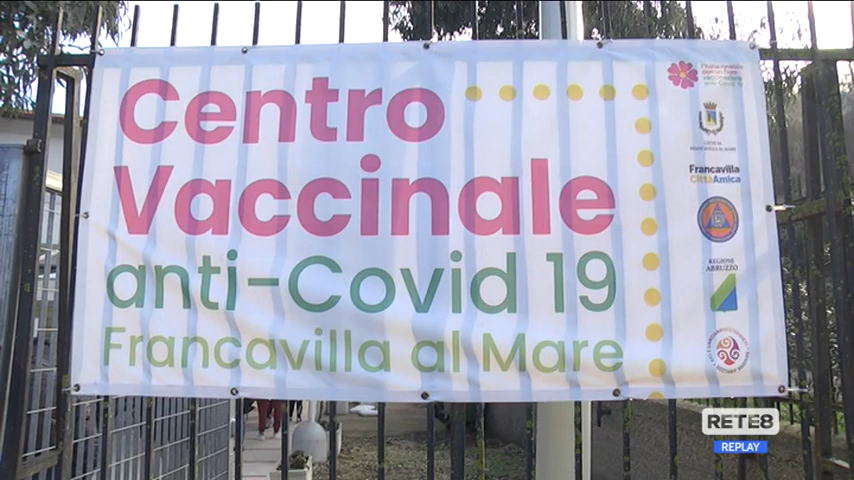 Centro
Vaccinale
anti-Covid 19
Francavilla al Mare
Francavilla
CittàAmica
REGIONE
ABRUZZO
RETE8
REPLAY